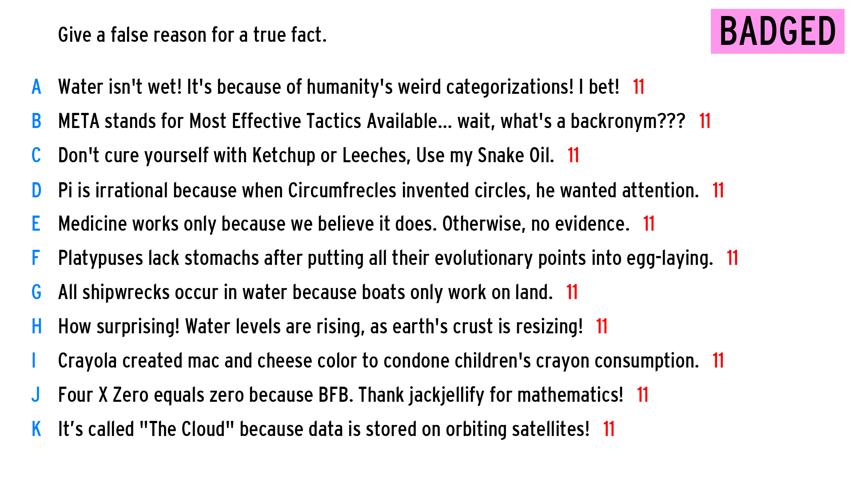 Give a false reason for a true fact.
BADGED
A Water isn't wet! It's because of humanity's weird categorizations! I bet! 11
B META stands for Most Effective Tactics Available... wait, what's a backronym??? 11
C Don't cure yourself with Ketchup or Leeches, Use my Snake Oil. 11
D Pi is irrational because when Circumfrecles invented circles, he wanted attention. 11
E Medicine works only because we believe it does. Otherwise, no evidence. 11
F Platypuses lack stomachs after putting all their evolutionary points into egg-laying. 11
G All shipwrecks occur in water because boats only work on land. 11
H How surprising! Water levels are rising, as earth's crust is resizing! 11
I Crayola created mac and cheese color to condone children's crayon consumption. 11
J Four X Zero equals zero because BFB. Thank jackjellify for mathematics! 11
K It’s called "The Cloud" because data is stored on orbiting satellites! 11